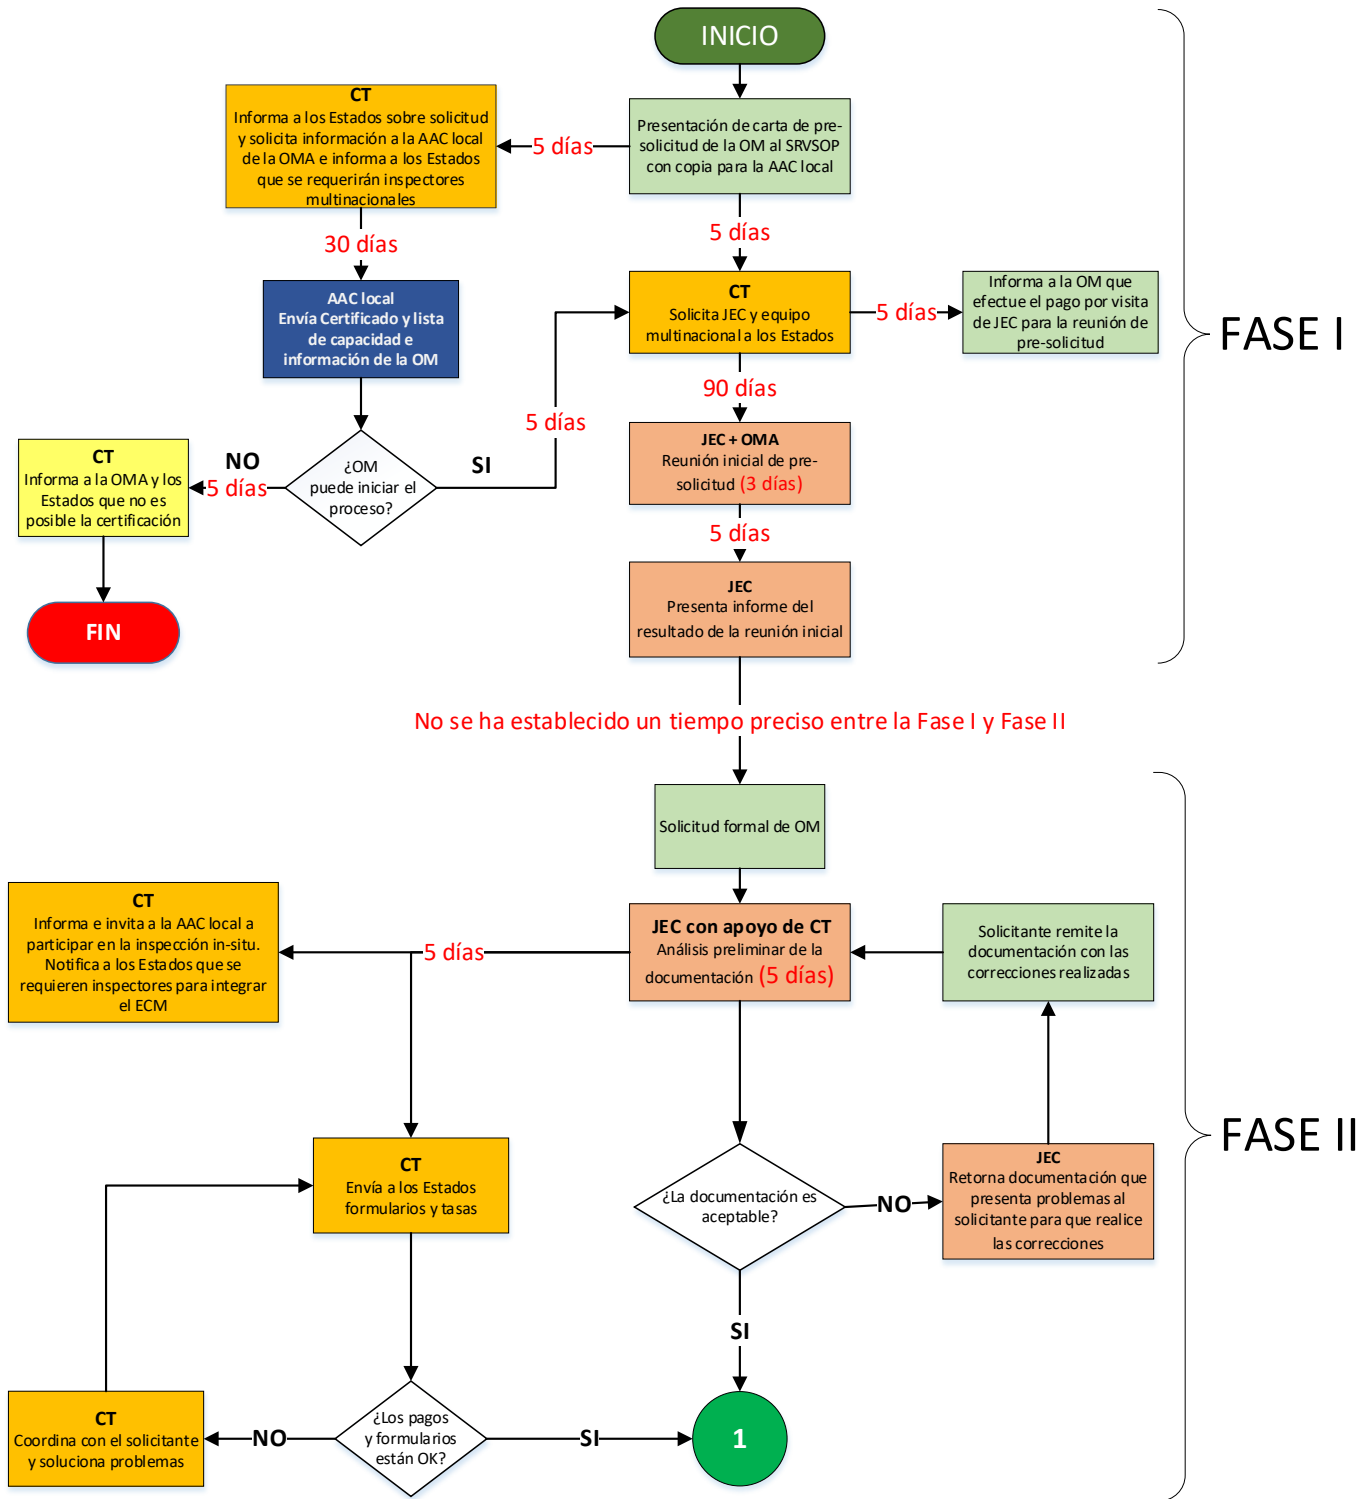 INICIO
CT
Informa a los Estados sobre solicitud
y solicita información a la AAC local
de la OMA e informa a los Estados
que se requerirán inspectores
multinacionales
5 días
Presentación de carta de pre-
solicitud de la OM al SRVSOP
con copia para la AAC local
30 días
5 días
AAC local
Envía Certificado y lista
de capacidad e
información de la OM
CT
Solicita JEC y equipo
multinacional a los Estados
5 días
Informa a la OM que
efectue el pago por visita
de JEC para la reunión de
pre-solicitud
FASE I
90 días
5 días
CT
Informa a la OMA y los
Estados que no es
posible la certificación
NO
5 días
¿OM
puede iniciar el
proceso?
SI
JEC + OMA
Reunión inicial de pre-
solicitud (3 días)
5 días
FIN
JEC
Presenta informe del
resultado de la reunión inicial
No se ha establecido un tiempo preciso entre la Fase I y Fase II
Solicitud formal de OM
CT
Informa e invita a la AAC local a
participar en la inspección in-situ.
Notifica a los Estados que se
requieren inspectores para integrar
el ECM
5 días
JEC con apoyo de CT
Análisis preliminar de la
documentación (5 días)
Solicitante remite la
documentación con las
correcciones realizadas
FASE II
CT
Envía a los Estados
formularios y tasas
¿La documentación es
aceptable?
NO
JEC
Retorna documentación que
presenta problemas al
solicitante para que realice
las correcciones
SI
CT
Coordina con el solicitante
y soluciona problemas
NO
¿Los pagos
y formularios
están OK?
SI
1